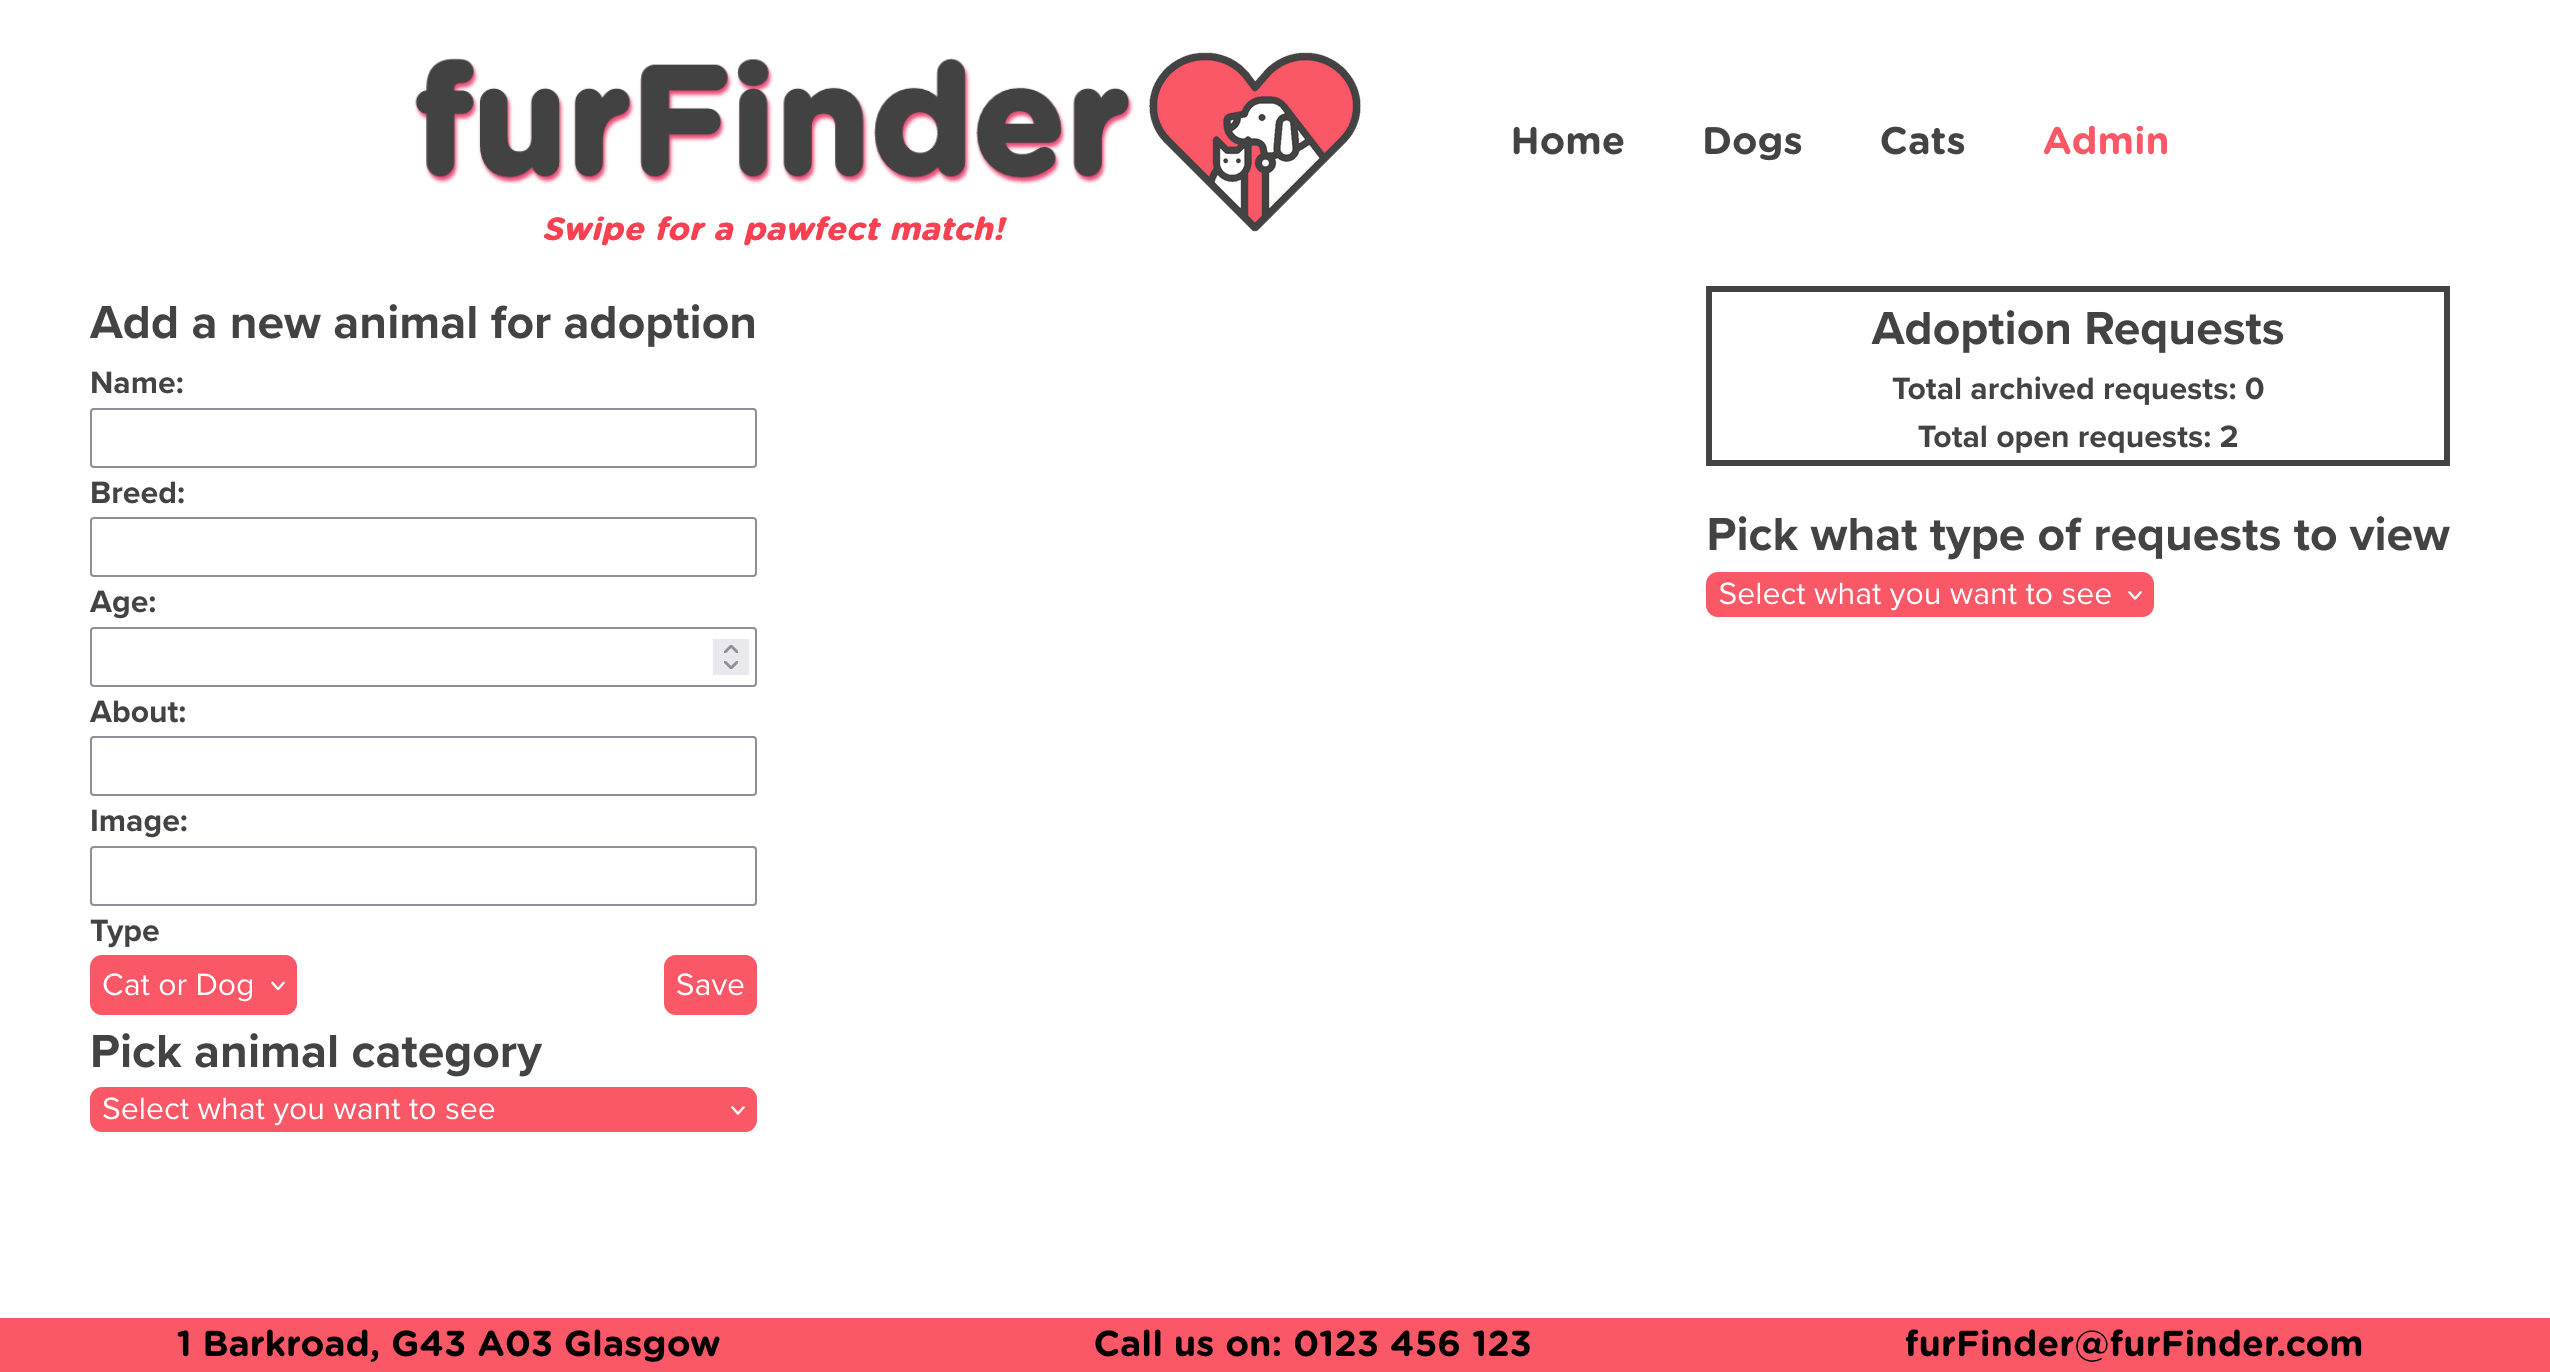 furFinder
Swipe for a pawfect match!
Home
Dogs
Cats
Admin
Add a new animal for adoption
Name:
Breed:
Age:
About:
Image:
Type
Cat or Dog
Save
Pick animal category
Select what you want to see
Adoption Requests
Total archived requests: 0
Total open requests: 2
Pick what type of requests to view
Select what you want to see
1 Barkroad, G43 A03 Glasgow
Call us on: 0123 456 123
furFinder@furFinder.com